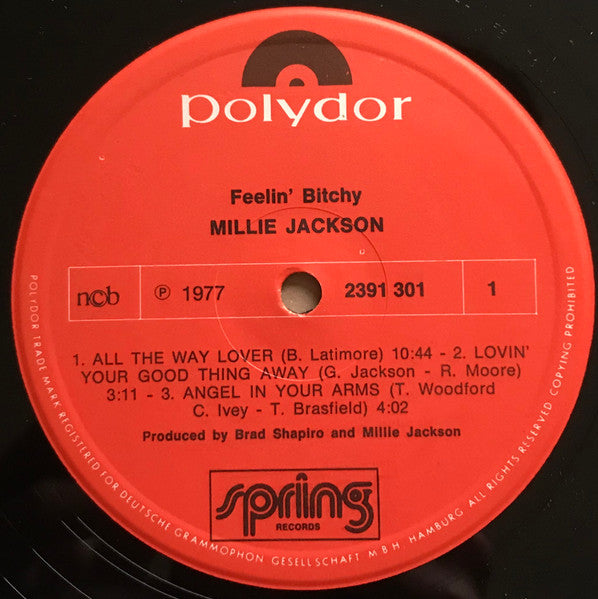 polydor
Feelin' Bitchy
MILLIE JACKSON
ncb
Ⓟ 1977
2391 301
1
1. ALL THE WAY LOVER (B. Latimore) 10:44 - 2. LOVIN'
YOUR GOOD THING AWAY (G. Jackson - R. Moore)
3:11 - 3. ANGEL IN YOUR ARMS (T. Woodford
C. Ivey - T. Brasfield) 4:02
Produced by Brad Shapiro and Millie Jackson
spring
RECORDS
POLYDOR TRADE MARK REGISTERED FOR DEUTSCHE GRAMMOPHON GESELLSCHAFT M B H, HAMBURG ALL RIGHTS RESERVED COPYING PROHIBITED